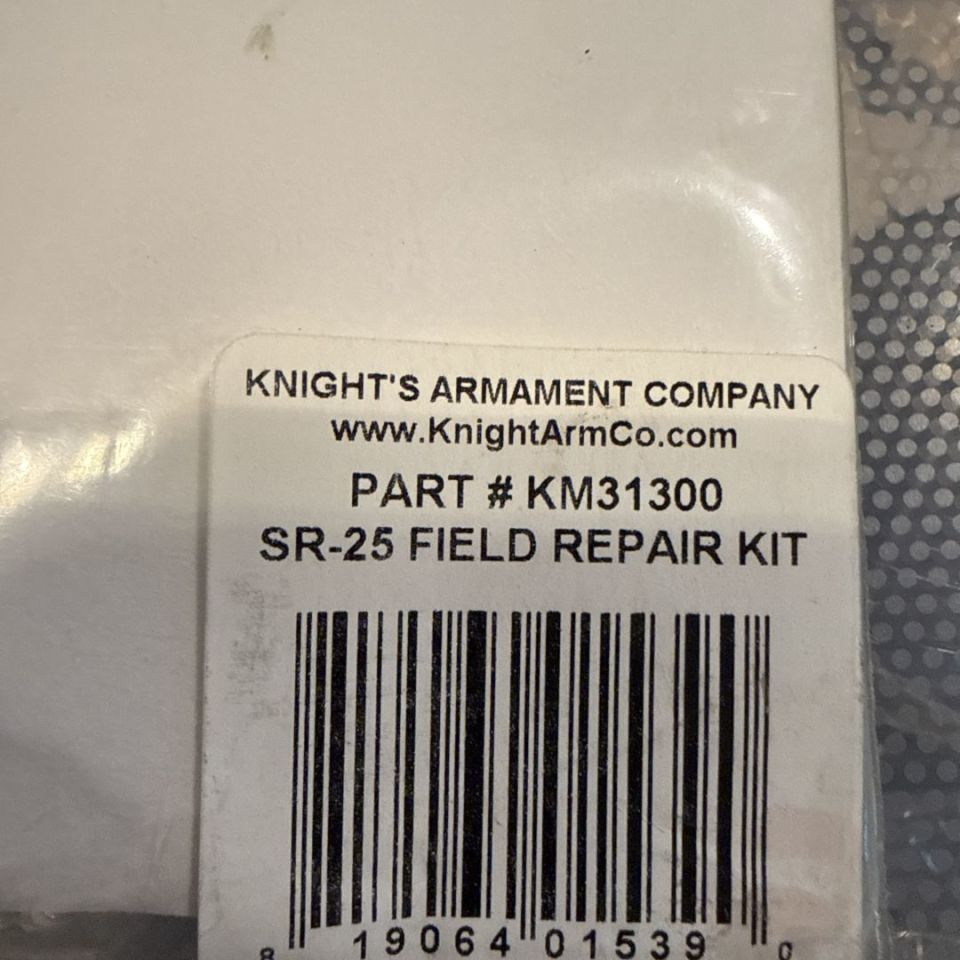 KNIGHT'S ARMAMENT COMPANY
www.KnightArmCo.com
PART # KM31300
SR-25 FIELD REPAIR KIT
8 19064 01539 0